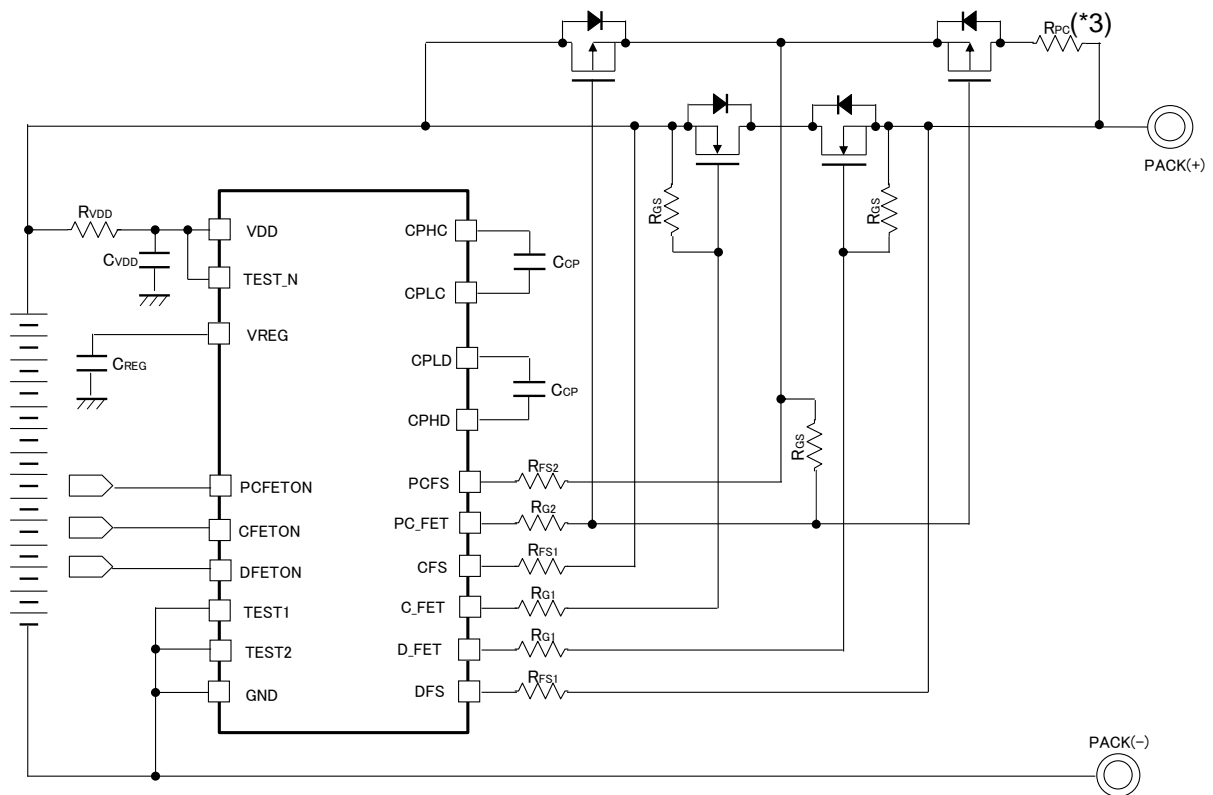 RPC(*3)
PACK(+)
RGS
RGS
RVDD
CVDD
VDD
TEST_N
VREG
CREG
CPHC
CPLC
CCP
CPLD
CPHD
CCP
RGS
PCFETON
CFETON
DFETON
TEST1
TEST2
GND
PCFS
RFS2
PC_FET
RG2
CFS
RFS1
C_FET
RG1
D_FET
RG1
DFS
RFS1
PACK(-)